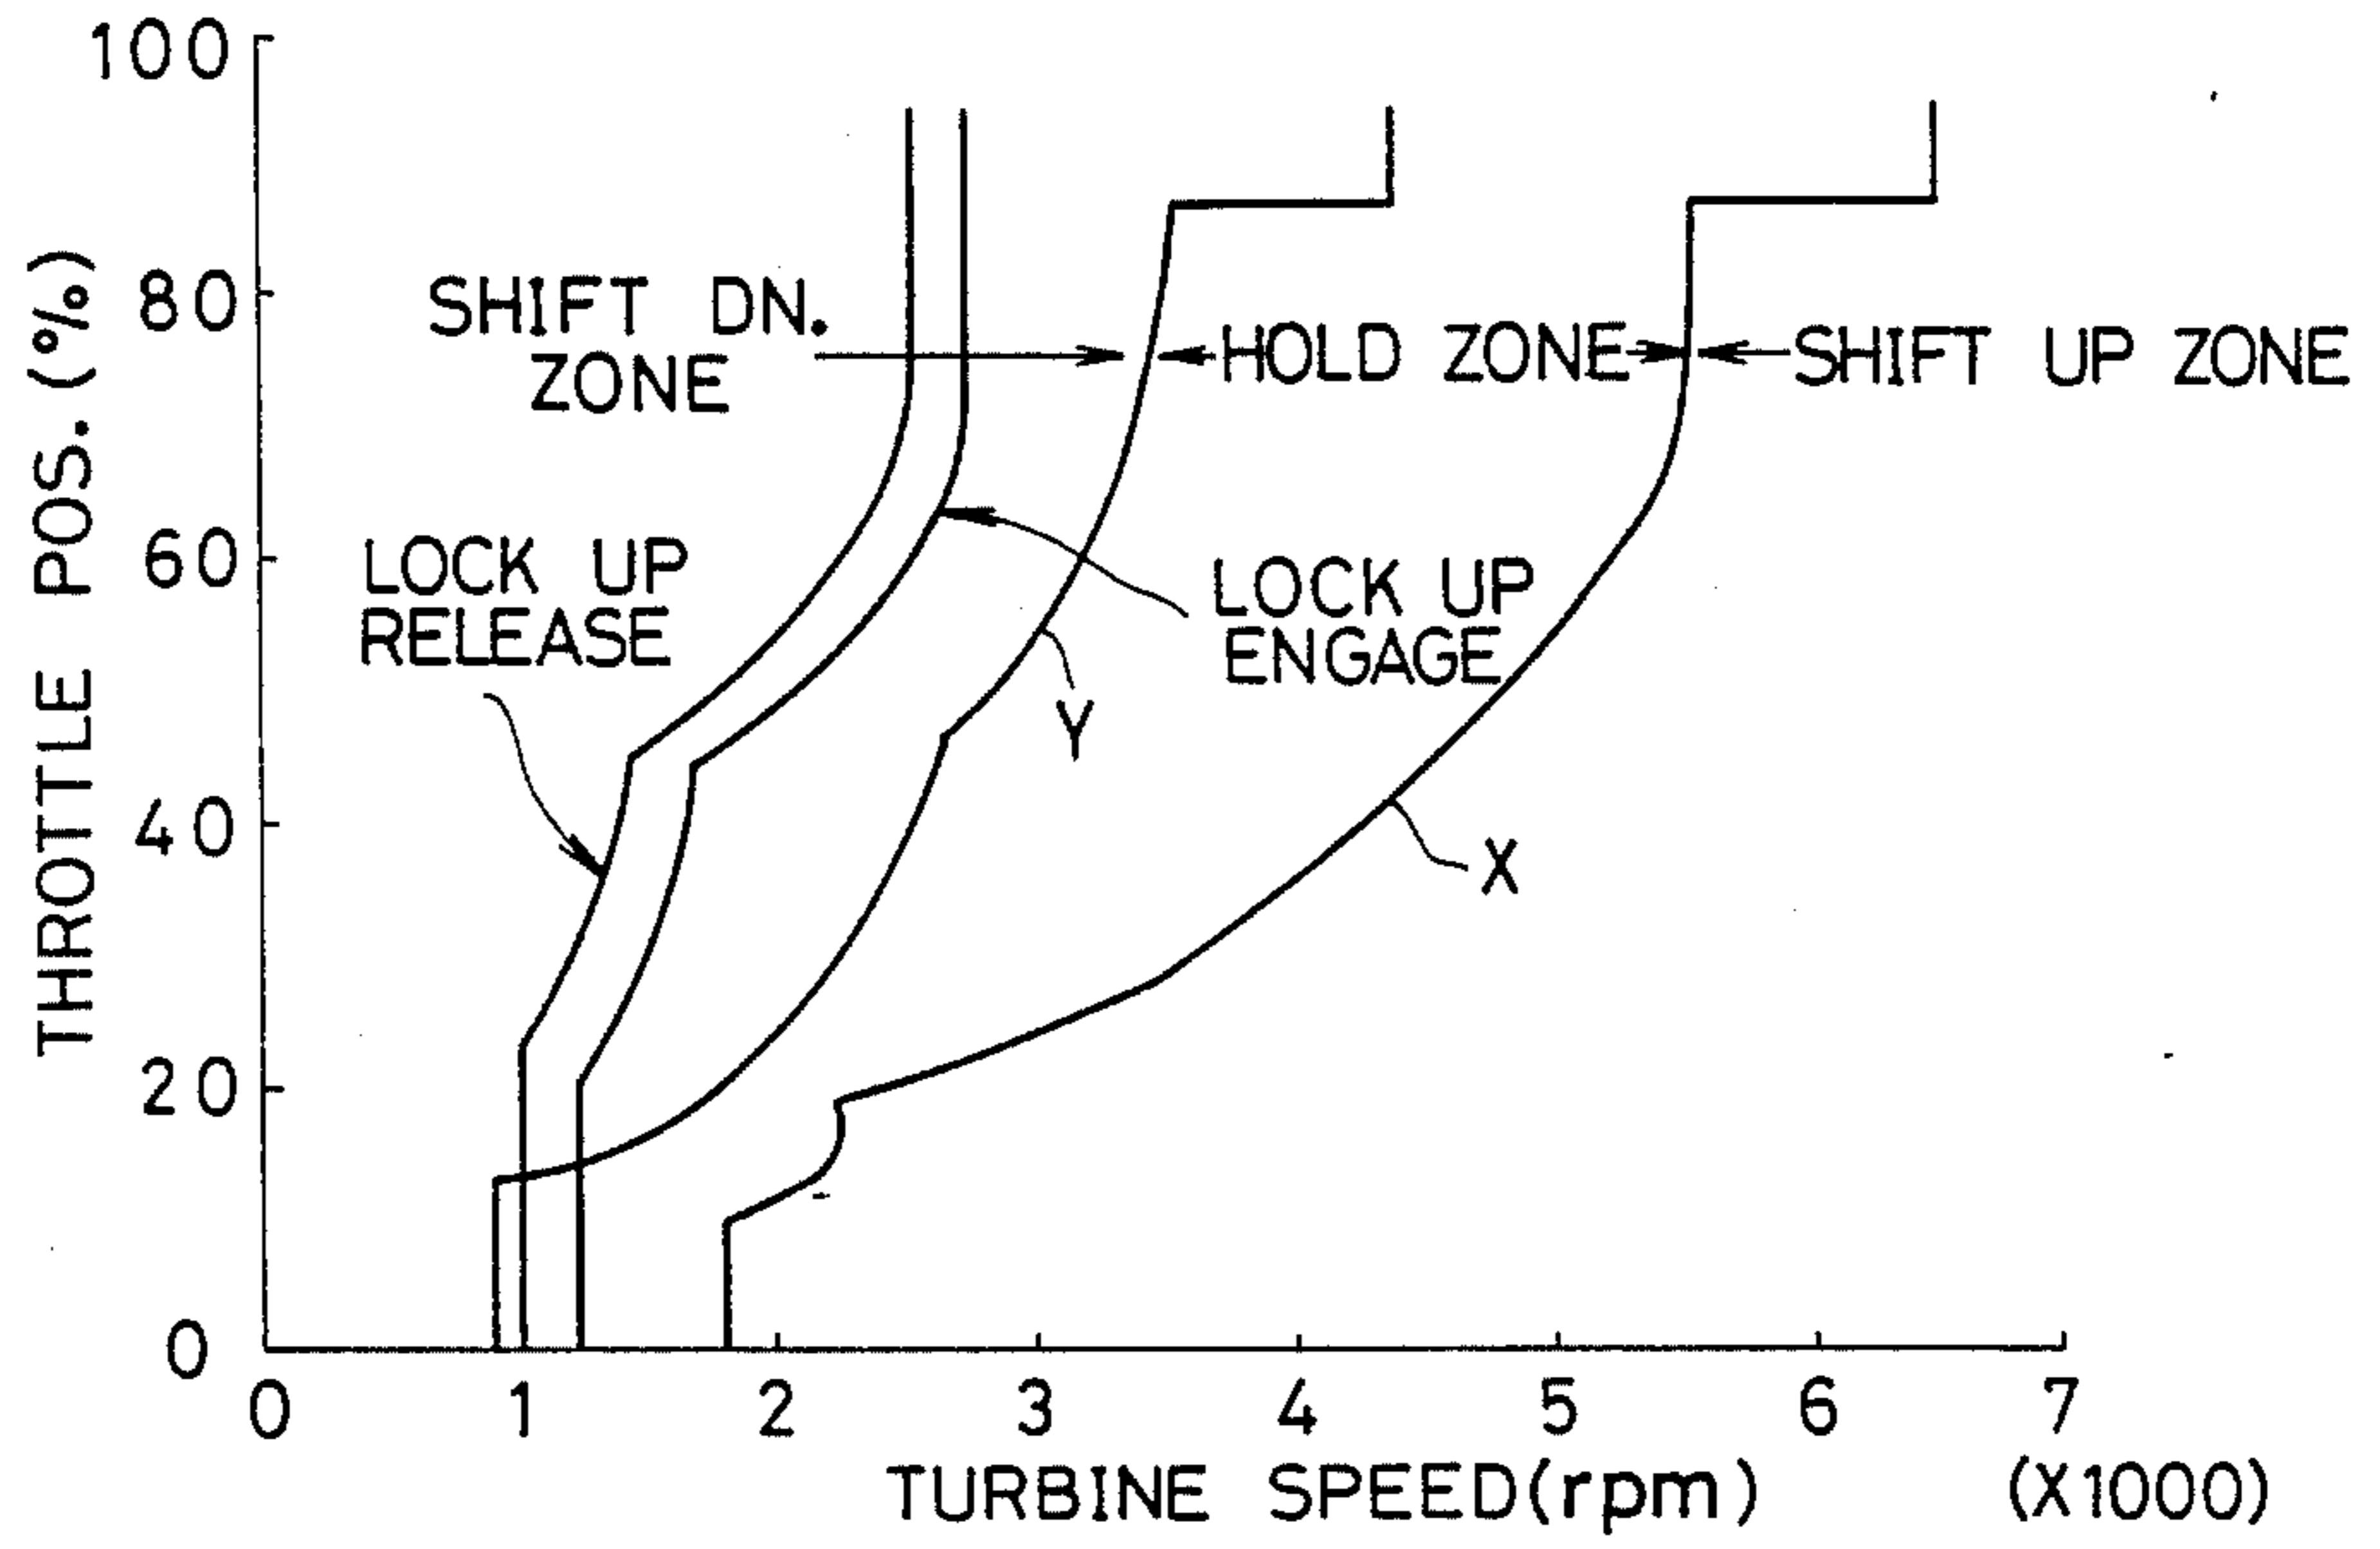 100
80
60
40
20
0
THROTTLE POS. (%)
SHIFT DN.
ZONE
HOLD ZONE
SHIFT UP ZONE
LOCK UP
RELEASE
LOCK UP
ENGAGE
Y
X
0 1 2 3 4 5 6 7
TURBINE SPEED(rpm) (X1000)